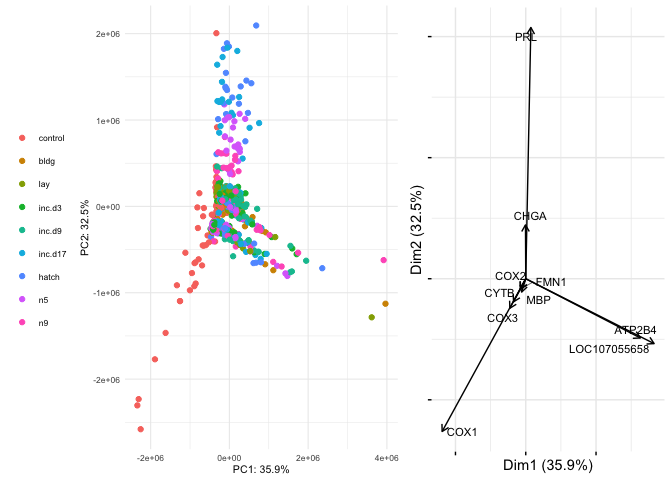 control
bldg
lay
inc.d3
inc.d9
inc.d17
hatch
n5
n9
PC2: 32.5%
2e+06
1e+06
0e+00
-1e+06
-2e+06
-2e+06
0e+00
2e+06
4e+06
PC1: 35.9%
Dim2 (32.5%)
PRL
CHGA
COX2
FMN1
CYTB
MBP
COX3
ATP2B4
LOC107055658
COX1
Dim1 (35.9%)